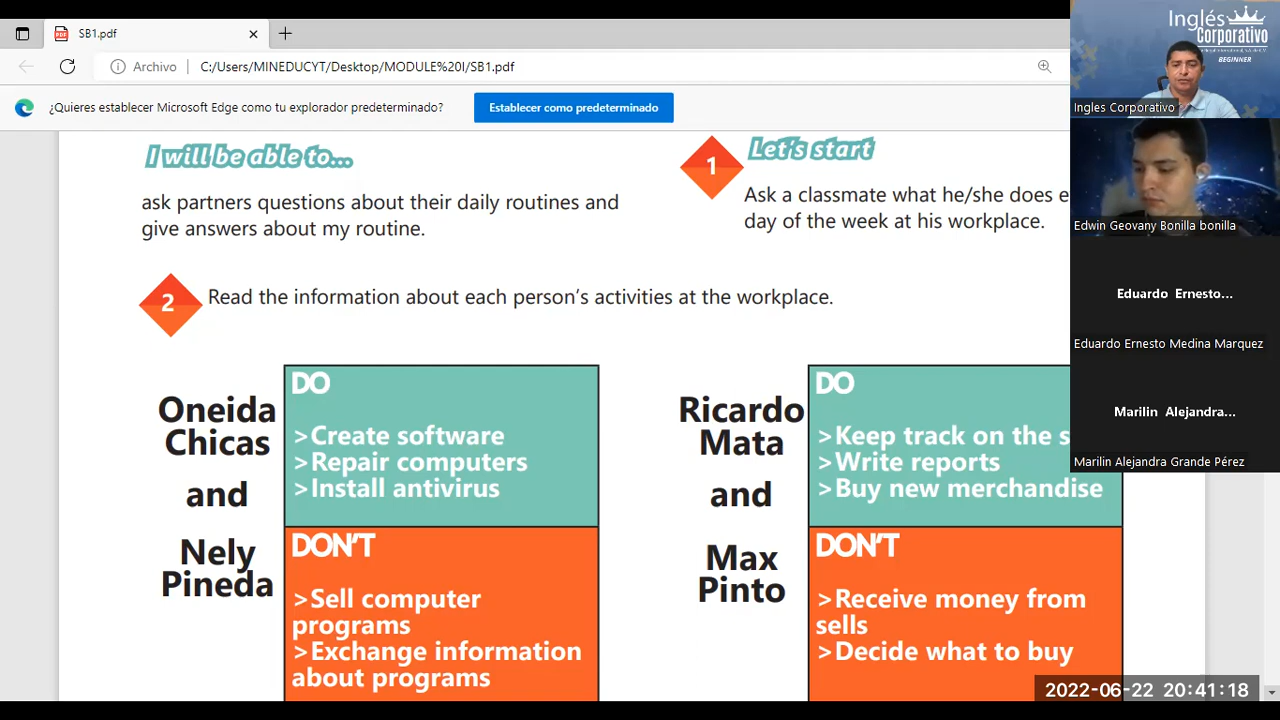 SB1.pdf
Archivo
C:/Users/MINEDUCYT/Desktop/MODULE%20I/SB1.pdf
¿Quieres establecer Microsoft Edge como tu explorador predeterminado?
Establecer como predeterminado
I will be able to...
ask partners questions about their daily routines and
give answers about my routine.
1
Let's start
Ask a classmate what he/she does e
day of the week at his workplace.
2
Read the information about each person's activities at the workplace.
Oneida
Chicas
and
Nely
Pineda
DO
>Create software
>Repair computers
>Install antivirus
DON'T
>Sell computer
programs
>Exchange information
about programs
Ricardo
Mata
and
Max
Pinto
DO
>Keep track on the s
>Write reports
>Buy new merchandise
DON'T
>Receive money from
sells
>Decide what to buy
Inglés
Corporativo
BEGINNER
Ingles Corporativo
Edwin Geovany Bonilla bonilla
Eduardo Ernesto...
Eduardo Ernesto Medina Marquez
Marilin Alejandra...
Marilin Alejandra Grande Pérez
2022-06-22 20:41:18